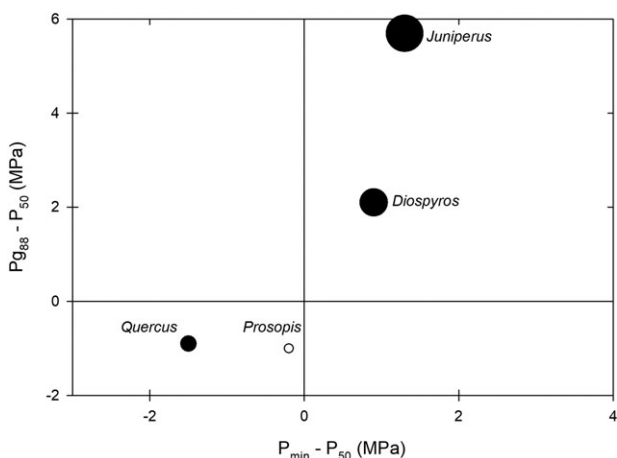 6
Juniperus
4
Pg88 - P50 (MPa)
2
Diospyros
0
Quercus Prosopis
-2
-2 0 2 4
Pmin - P50 (MPa)